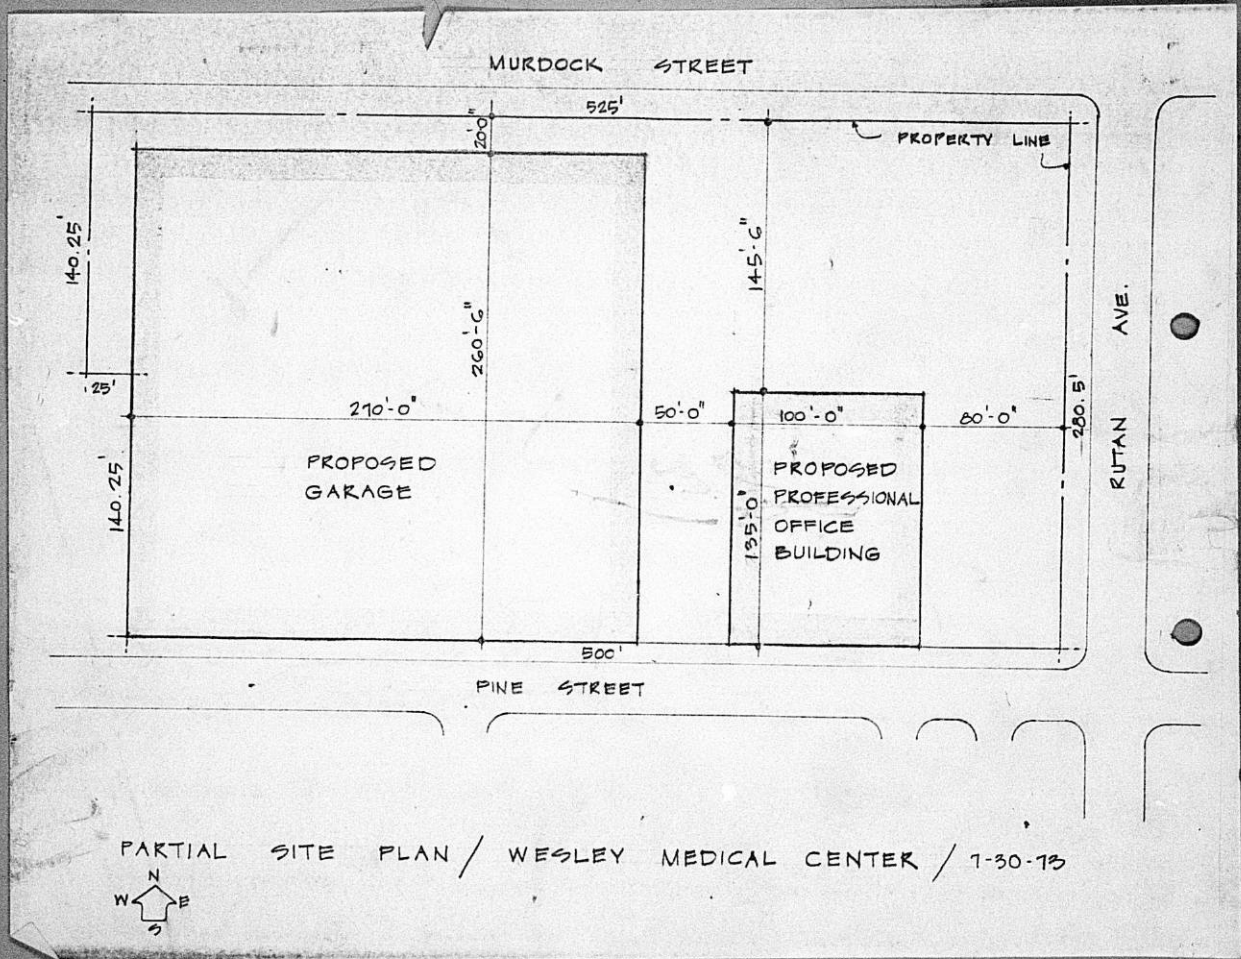 MURDOCK STREET
525'
20'0"
PROPERTY LINE
140.25'
145'-6"
260'-6"
RUTAN AVE.
25'
270'-0"
50'-0"
100'-0"
80'-0"
280.5'
PROPOSED
GARAGE
140.25'
135'-0"
PROPOSED
PROFESSIONAL
OFFICE
BUILDING
500'
PINE STREET
PARTIAL SITE PLAN / WESLEY MEDICAL CENTER / 7-30-73
N
W E
S